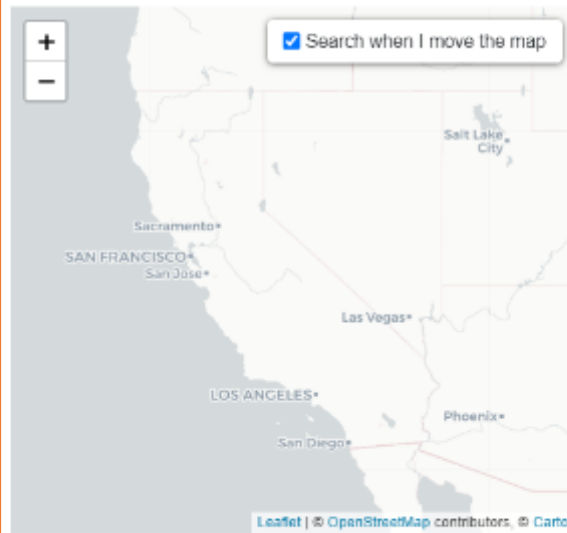 +
Search when I move the map
−
Salt Lake
City
Sacramento
SAN FRANCISCO
San Jose
Las Vegas
LOS ANGELES
Phoenix
San Diego
Leaflet | © OpenStreetMap contributors, © Carto